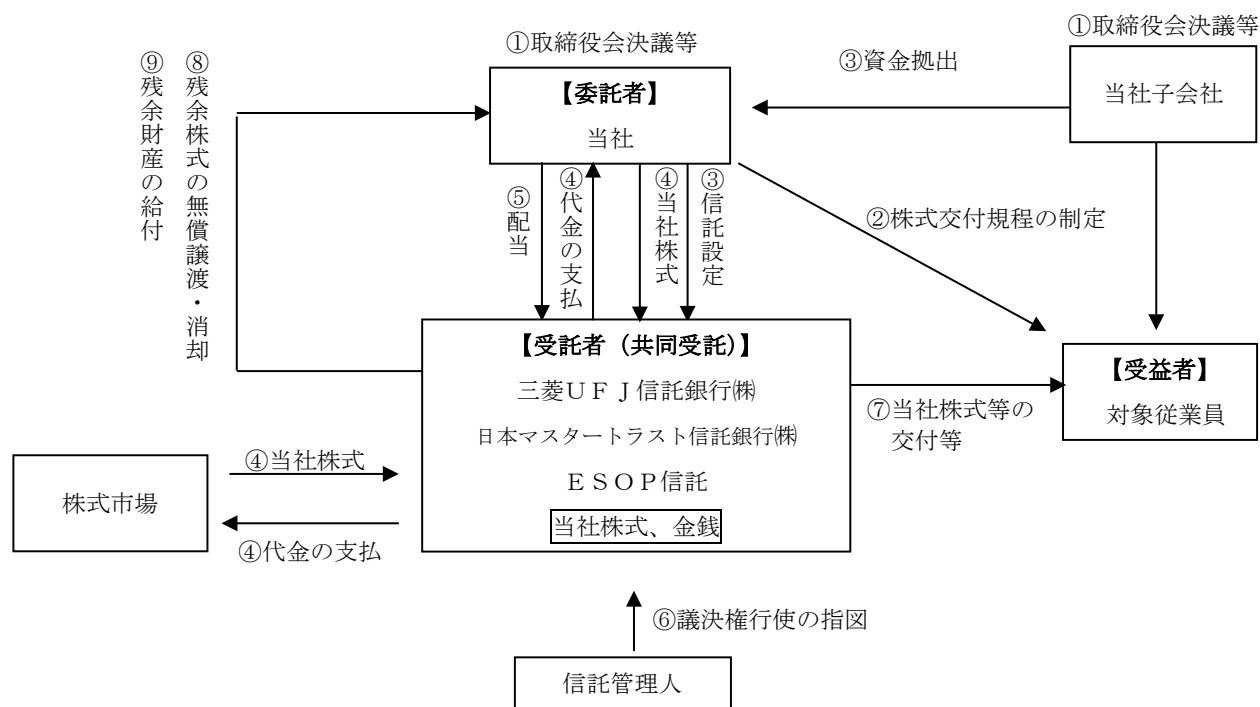 ①取締役会決議等
①取締役会決議等
⑨残余財産の給付
⑧残余株式の無償譲渡・消却
【委託者】
当社
③資金拠出
当社子会社
⑤配当
④代金の支払
④当社株式
③信託設定
②株式交付規程の制定
【受託者（共同受託）】
三菱ＵＦＪ信託銀行㈱
日本マスタートラスト信託銀行㈱
ＥＳＯＰ信託
当社株式、金銭
【受益者】
対象従業員
⑦当社株式等の
交付等
④当社株式
株式市場
④代金の支払
⑥議決権行使の指図
信託管理人